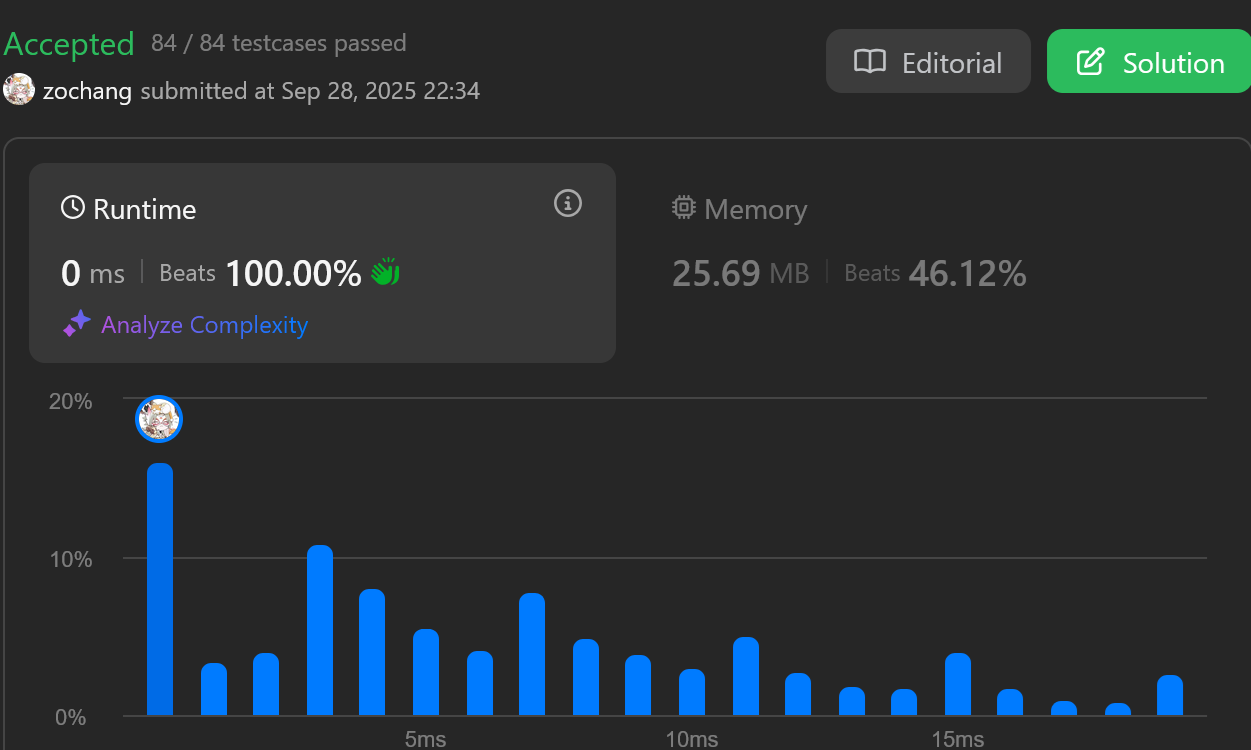 Accepted 84 / 84 testcases passed
zochang submitted at Sep 28, 2025 22:34
Editorial
Solution
Runtime
0 ms | Beats 100.00%
Analyze Complexity
Memory
25.69 MB | Beats 46.12%
20%
10%
0%
5ms 10ms 15ms